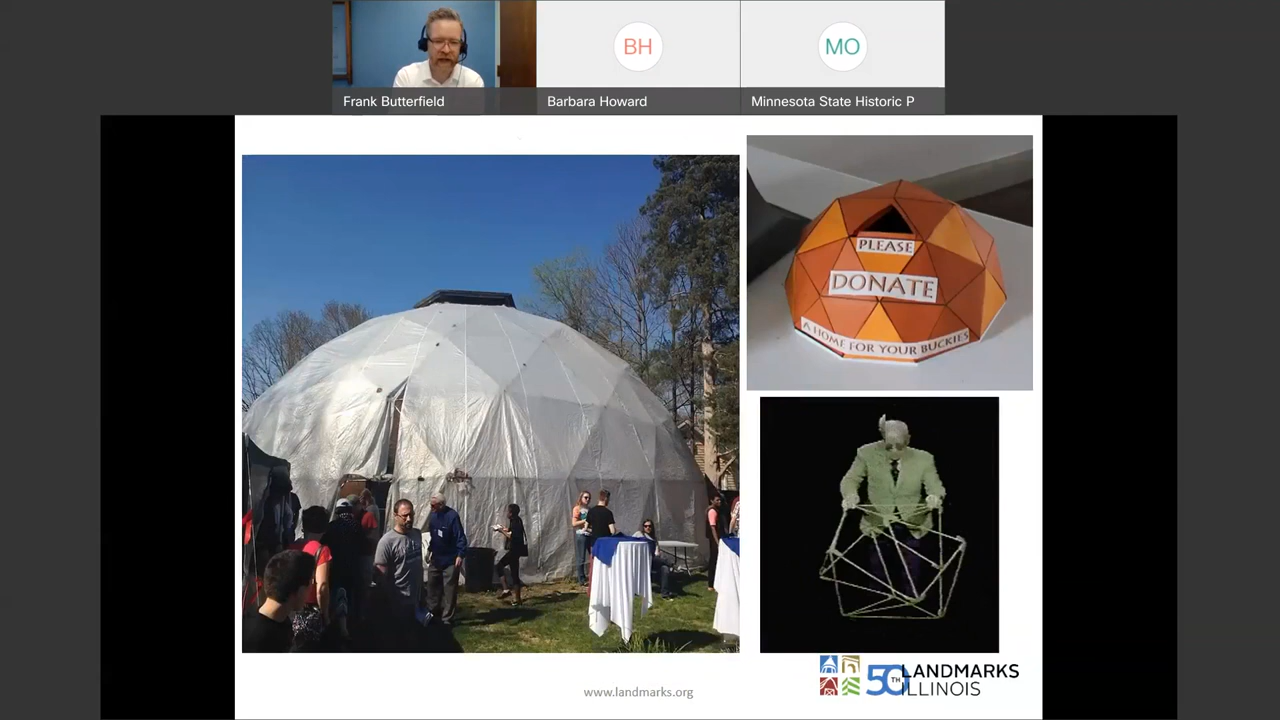 BH
MO
Frank Butterfield
Barbara Howard
Minnesota State Historic P
PLEASE
DONATE
A HOME FOR YOUR BUCKIES
www.landmarks.org
50TH
LANDMARKS
ILLINOIS